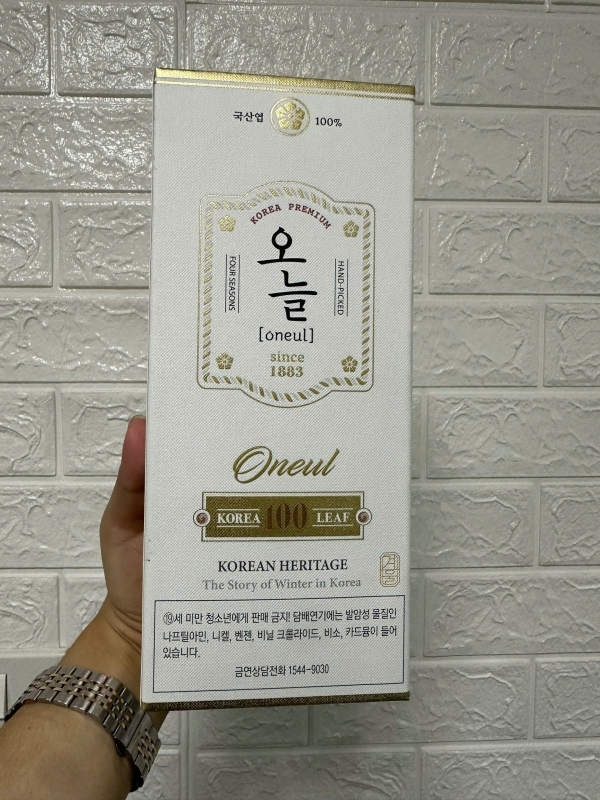 국산엽 100%
KOREA PREMIUM
FOUR SEASONS
오늘
HAND-PICKED
[óneul]
since
1883
Oneul
KOREA 100 LEAF
KOREAN HERITAGE
The Story of Winter in Korea
겨울
⑲세 미만 청소년에게 판매 금지! 담배연기에는 발암성 물질인
나프틸아민, 니켈, 벤젠, 비닐 크롤라이드, 비소, 카드뮴이 들어
있습니다.
금연상담전화 1544-9030